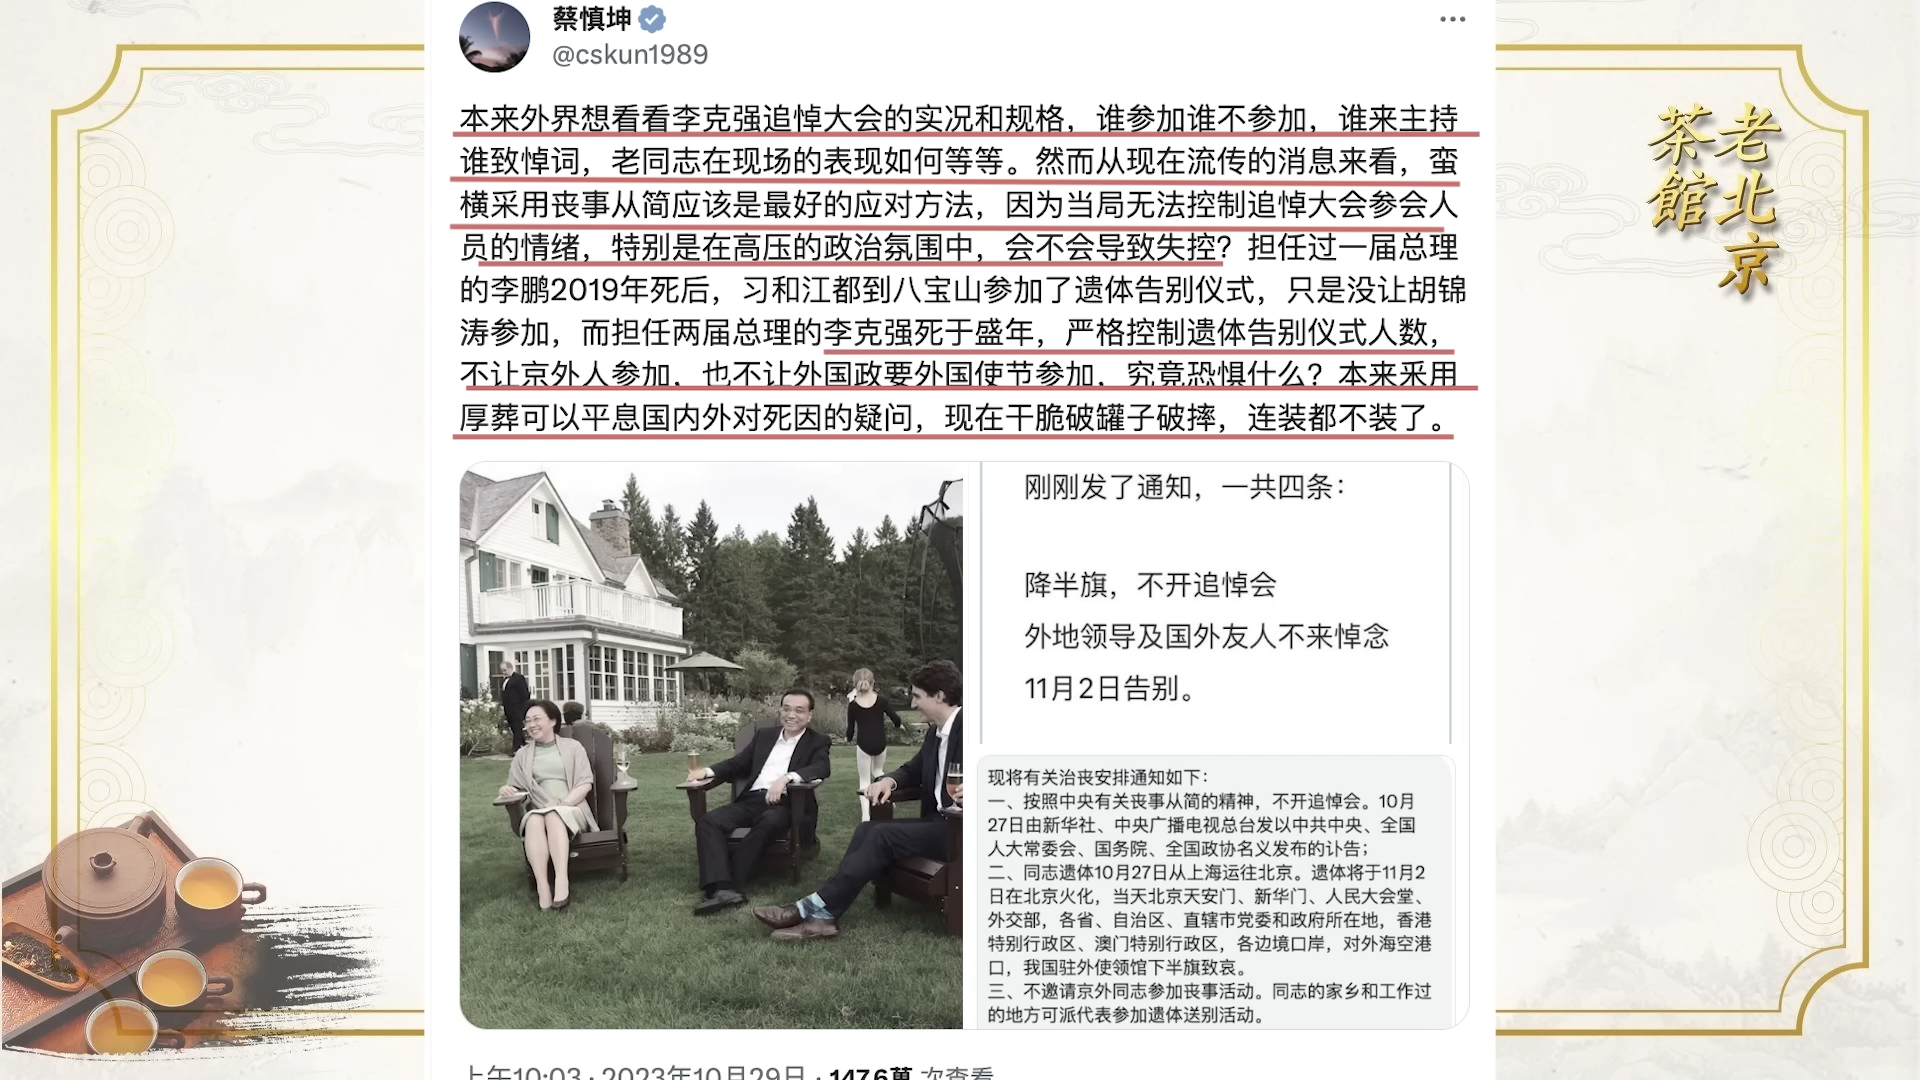 蔡慎坤
@cskun1989
本来外界想看看李克强追悼大会的实况和规格，谁参加谁不参加，谁来主持
谁致悼词，老同志在现场的表现如何等等。然而从现在流传的消息来看，蛮
横采用丧事从简应该是最好的应对方法，因为当局无法控制追悼大会参会人
员的情绪，特别是在高压的政治氛围中，会不会导致失控？担任过一届总理
的李鹏2019年死后，习和江都到八宝山参加了遗体告别仪式，只是没让胡锦
涛参加，而担任两届总理的李克强死于盛年，严格控制遗体告别仪式人数，
不让京外人参加，也不让外国政要外国使节参加，究竟恐惧什么？本来采用
厚葬可以平息国内外对死因的疑问，现在干脆破罐子破摔，连装都不装了。
刚刚发了通知，一共四条：
降半旗，不开追悼会
外地领导及国外友人不来悼念
11月2日告别。
现将有关治丧安排通知如下：
一、按照中央有关丧事从简的精神，不开追悼会。10月
27日由新华社、中央广播电视总台发以中共中央、全国
人大常委会、国务院、全国政协名义发布的讣告；
二、同志遗体10月27日从上海运往北京。遗体将于11月2
日在北京火化，当天北京天安门、新华门、人民大会堂、
外交部，各省、自治区、直辖市党委和政府所在地，香港
特别行政区、澳门特别行政区，各边境口岸，对外海空港
口，我国驻外使领馆下半旗致哀。
三、不邀请京外同志参加丧事活动。同志的家乡和工作过
的地方可派代表参加遗体送别活动。
上午10:03 · 2023年10月29日 · 147.6萬 次查看
老北京
茶館